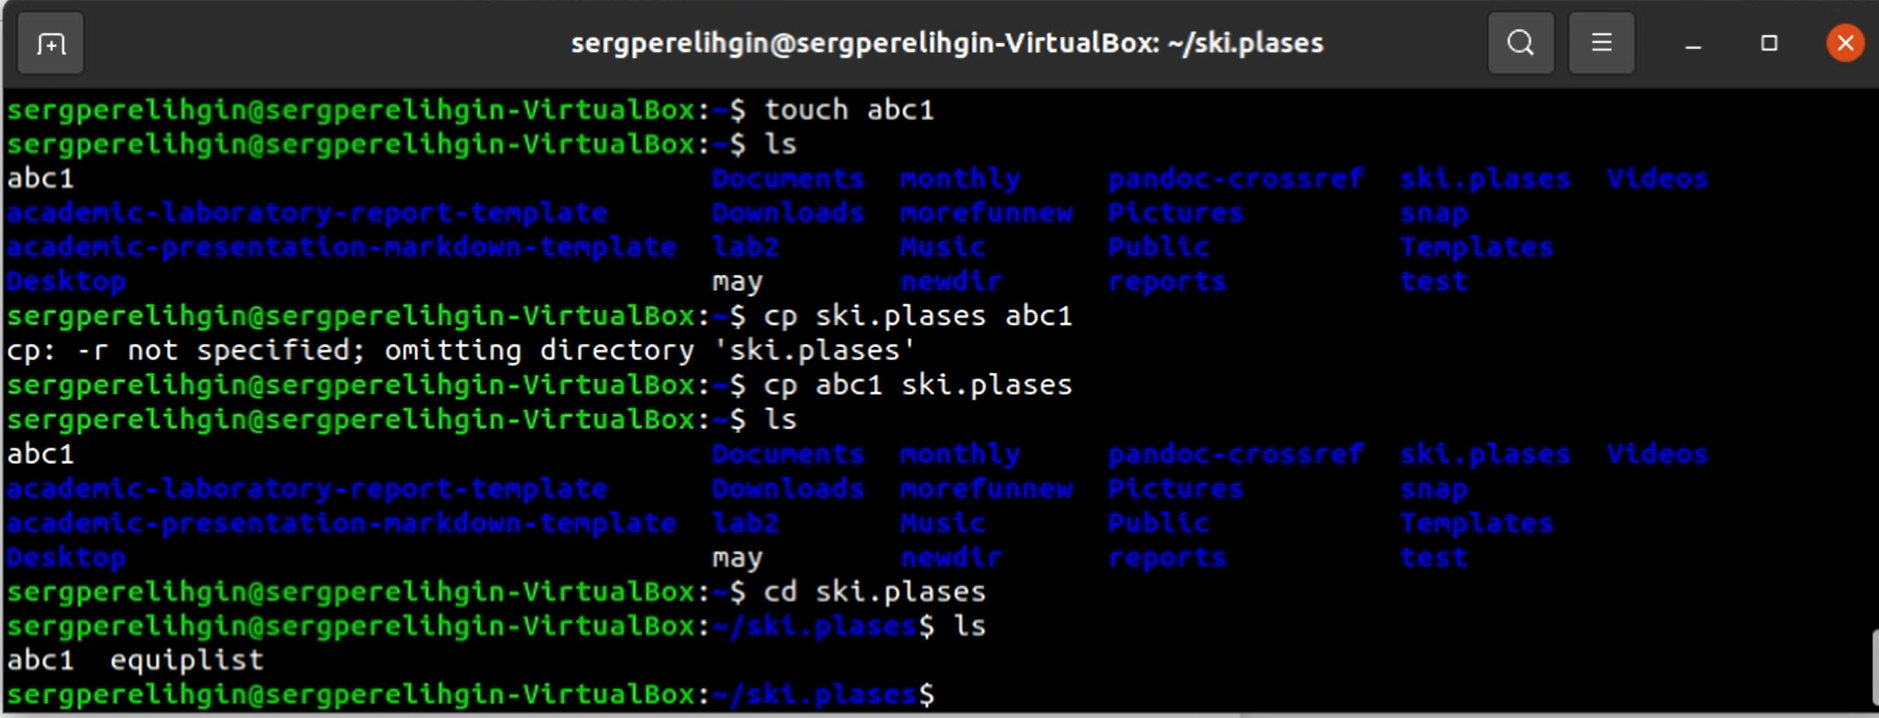 sergperelihgin@sergperelihgin-VirtualBox: ~/ski.plases
sergperelihgin@sergperelihgin-VirtualBox:~$ touch abc1
sergperelihgin@sergperelihgin-VirtualBox:~$ ls
abc1 Documents monthly pandoc-crossref ski.plases Videos
academic-laboratory-report-template Downloads morefunnew Pictures snap
academic-presentation-markdown-template lab2 Music Public Templates
Desktop may newdir reports test
sergperelihgin@sergperelihgin-VirtualBox:~$ cp ski.plases abc1
cp: -r not specified; omitting directory 'ski.plases'
sergperelihgin@sergperelihgin-VirtualBox:~$ cp abc1 ski.plases
sergperelihgin@sergperelihgin-VirtualBox:~$ ls
abc1 Documents monthly pandoc-crossref ski.plases Videos
academic-laboratory-report-template Downloads morefunnew Pictures snap
academic-presentation-markdown-template lab2 Music Public Templates
Desktop may newdir reports test
sergperelihgin@sergperelihgin-VirtualBox:~$ cd ski.plases
sergperelihgin@sergperelihgin-VirtualBox:~/ski.plases$ ls
abc1 equiplist
sergperelihgin@sergperelihgin-VirtualBox:~/ski.plases$